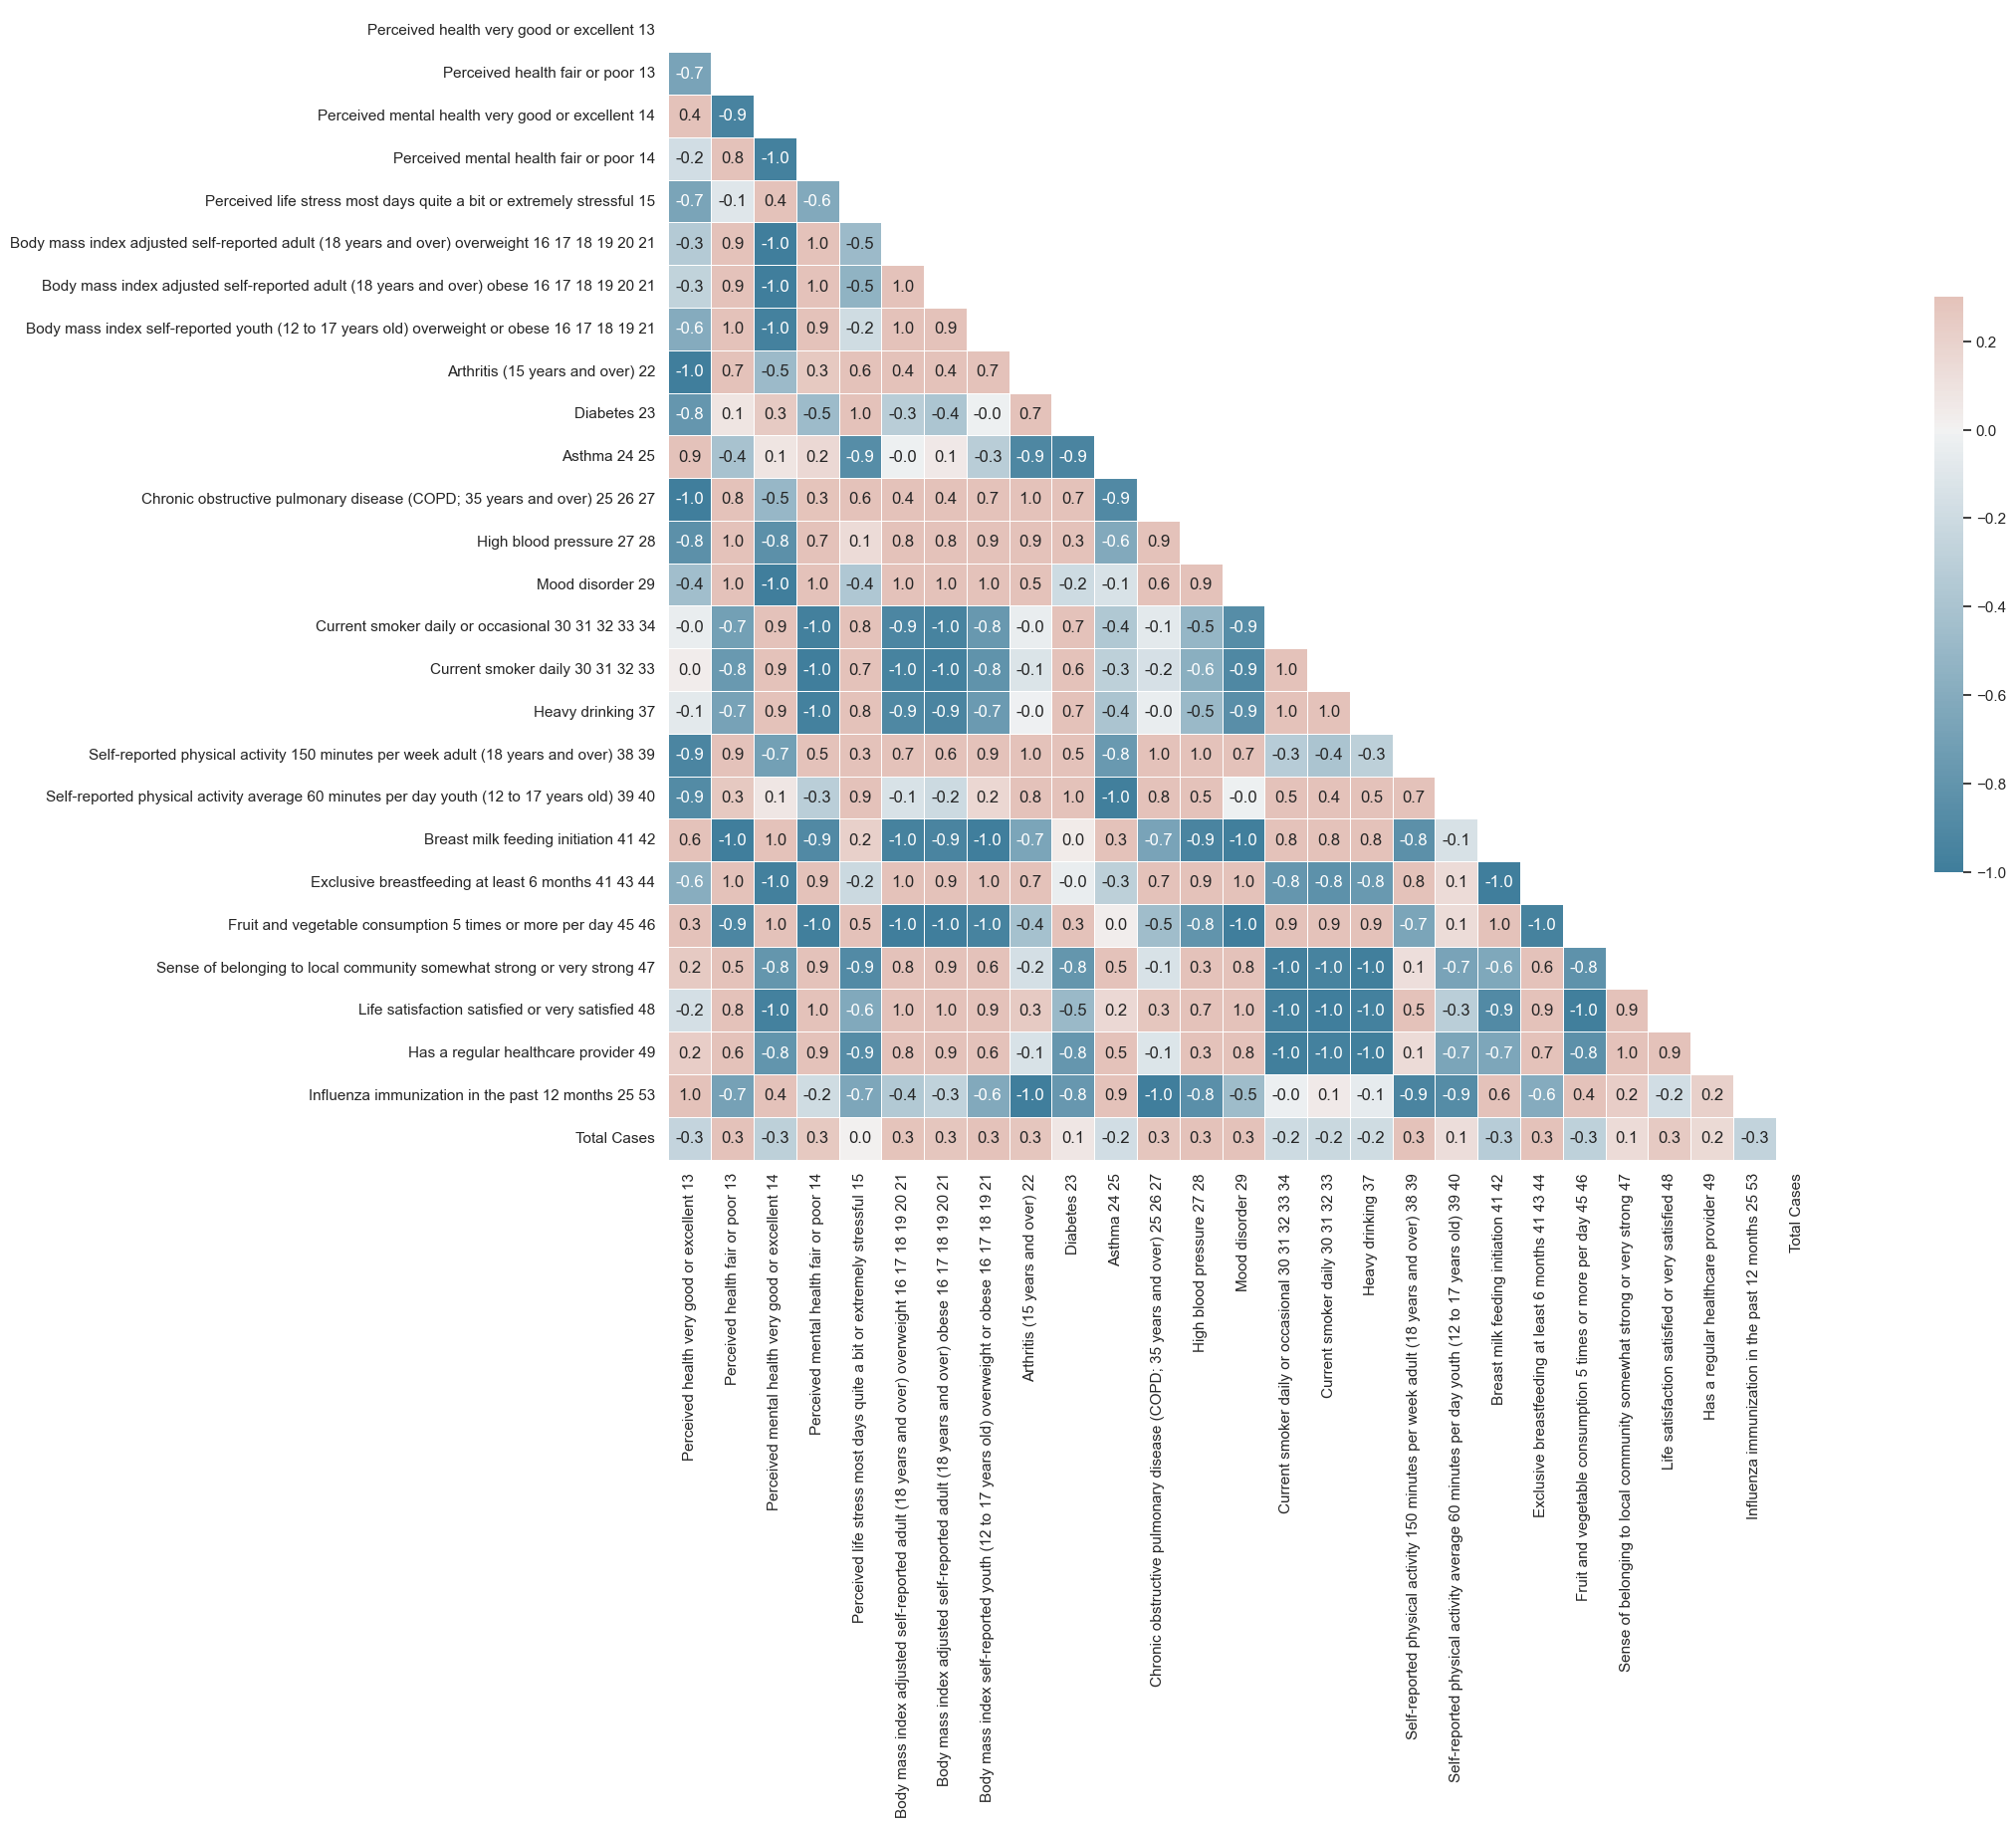 Perceived health very good or excellent 13
Perceived health fair or poor 13 -0.7
Perceived mental health very good or excellent 14 0.4 -0.9
Perceived mental health fair or poor 14 -0.2 0.8 -1.0
Perceived life stress most days quite a bit or extremely stressful 15 -0.7 -0.1 0.4 -0.6
Body mass index adjusted self-reported adult (18 years and over) overweight 16 17 18 19 20 21 -0.3 0.9 -1.0 1.0 -0.5
Body mass index adjusted self-reported adult (18 years and over) obese 16 17 18 19 20 21 -0.3 0.9 -1.0 1.0 -0.5 1.0
Body mass index self-reported youth (12 to 17 years old) overweight or obese 16 17 18 19 21 -0.6 1.0 -1.0 0.9 -0.2 1.0 0.9
Arthritis (15 years and over) 22 -1.0 0.7 -0.5 0.3 0.6 0.4 0.4 0.7
Diabetes 23 -0.8 0.1 0.3 -0.5 1.0 -0.3 -0.4 -0.0 0.7
Asthma 24 25 0.9 -0.4 0.1 0.2 -0.9 -0.0 0.1 -0.3 -0.9 -0.9
Chronic obstructive pulmonary disease (COPD; 35 years and over) 25 26 27 -1.0 0.8 -0.5 0.3 0.6 0.4 0.4 0.7 1.0 0.7 -0.9
High blood pressure 27 28 -0.8 1.0 -0.8 0.7 0.1 0.8 0.8 0.9 0.9 0.3 -0.6 0.9
Mood disorder 29 -0.4 1.0 -1.0 1.0 -0.4 1.0 1.0 1.0 0.5 -0.2 -0.1 0.6 0.9
Current smoker daily or occasional 30 31 32 33 34 -0.0 -0.7 0.9 -1.0 0.8 -0.9 -1.0 -0.8 -0.0 0.7 -0.4 -0.1 -0.5 -0.9
Current smoker daily 30 31 32 33 0.0 -0.8 0.9 -1.0 0.7 -1.0 -1.0 -0.8 -0.1 0.6 -0.3 -0.2 -0.6 -0.9 1.0
Heavy drinking 37 -0.1 -0.7 0.9 -1.0 0.8 -0.9 -0.9 -0.7 -0.0 0.7 -0.4 -0.0 -0.5 -0.9 1.0 1.0
Self-reported physical activity 150 minutes per week adult (18 years and over) 38 39 -0.9 0.9 -0.7 0.5 0.3 0.7 0.6 0.9 1.0 0.5 -0.8 1.0 1.0 0.7 -0.3 -0.4 -0.3
Self-reported physical activity average 60 minutes per day youth (12 to 17 years old) 39 40 -0.9 0.3 0.1 -0.3 0.9 -0.1 -0.2 0.2 0.8 1.0 -1.0 0.8 0.5 -0.0 0.5 0.4 0.5 0.7
Breast milk feeding initiation 41 42 0.6 -1.0 1.0 -0.9 0.2 -1.0 -0.9 -1.0 -0.7 0.0 0.3 -0.7 -0.9 -1.0 0.8 0.8 0.8 -0.8 -0.1
Exclusive breastfeeding at least 6 months 41 43 44 -0.6 1.0 -1.0 0.9 -0.2 1.0 0.9 1.0 0.7 -0.0 -0.3 0.7 0.9 1.0 -0.8 -0.8 -0.8 0.8 0.1 -1.0
Fruit and vegetable consumption 5 times or more per day 45 46 0.3 -0.9 1.0 -1.0 0.5 -1.0 -1.0 -1.0 -0.4 0.3 0.0 -0.5 -0.8 -1.0 0.9 0.9 0.9 -0.7 0.1 1.0 -1.0
Sense of belonging to local community somewhat strong or very strong 47 0.2 0.5 -0.8 0.9 -0.9 0.8 0.9 0.6 -0.2 -0.8 0.5 -0.1 0.3 0.8 -1.0 -1.0 -1.0 0.1 -0.7 -0.6 0.6 -0.8
Life satisfaction satisfied or very satisfied 48 -0.2 0.8 -1.0 1.0 -0.6 1.0 1.0 0.9 0.3 -0.5 0.2 0.3 0.7 1.0 -1.0 -1.0 -1.0 0.5 -0.3 -0.9 0.9 -1.0 0.9
Has a regular healthcare provider 49 0.2 0.6 -0.8 0.9 -0.9 0.8 0.9 0.6 -0.1 -0.8 0.5 -0.1 0.3 0.8 -1.0 -1.0 -1.0 0.1 -0.7 -0.7 0.7 -0.8 1.0 0.9
Influenza immunization in the past 12 months 25 53 1.0 -0.7 0.4 -0.2 -0.7 -0.4 -0.3 -0.6 -1.0 -0.8 0.9 -1.0 -0.8 -0.5 -0.0 0.1 -0.1 -0.9 -0.9 0.6 -0.6 0.4 0.2 -0.2 0.2
Total Cases -0.3 0.3 -0.3 0.3 0.0 0.3 0.3 0.3 0.3 0.1 -0.2 0.3 0.3 0.3 -0.2 -0.2 -0.2 0.3 0.1 -0.3 0.3 -0.3 0.1 0.3 0.2 -0.3
Perceived health very good or excellent 13
Perceived health fair or poor 13
Perceived mental health very good or excellent 14
Perceived mental health fair or poor 14
Perceived life stress most days quite a bit or extremely stressful 15
Body mass index adjusted self-reported adult (18 years and over) overweight 16 17 18 19 20 21
Body mass index adjusted self-reported adult (18 years and over) obese 16 17 18 19 20 21
Body mass index self-reported youth (12 to 17 years old) overweight or obese 16 17 18 19 21
Arthritis (15 years and over) 22
Diabetes 23
Asthma 24 25
Chronic obstructive pulmonary disease (COPD; 35 years and over) 25 26 27
High blood pressure 27 28
Mood disorder 29
Current smoker daily or occasional 30 31 32 33 34
Current smoker daily 30 31 32 33
Heavy drinking 37
Self-reported physical activity 150 minutes per week adult (18 years and over) 38 39
Self-reported physical activity average 60 minutes per day youth (12 to 17 years old) 39 40
Breast milk feeding initiation 41 42
Exclusive breastfeeding at least 6 months 41 43 44
Fruit and vegetable consumption 5 times or more per day 45 46
Sense of belonging to local community somewhat strong or very strong 47
Life satisfaction satisfied or very satisfied 48
Has a regular healthcare provider 49
Influenza immunization in the past 12 months 25 53
Total Cases
0.2
0.0
−0.2
−0.4
−0.6
−0.8
−1.0